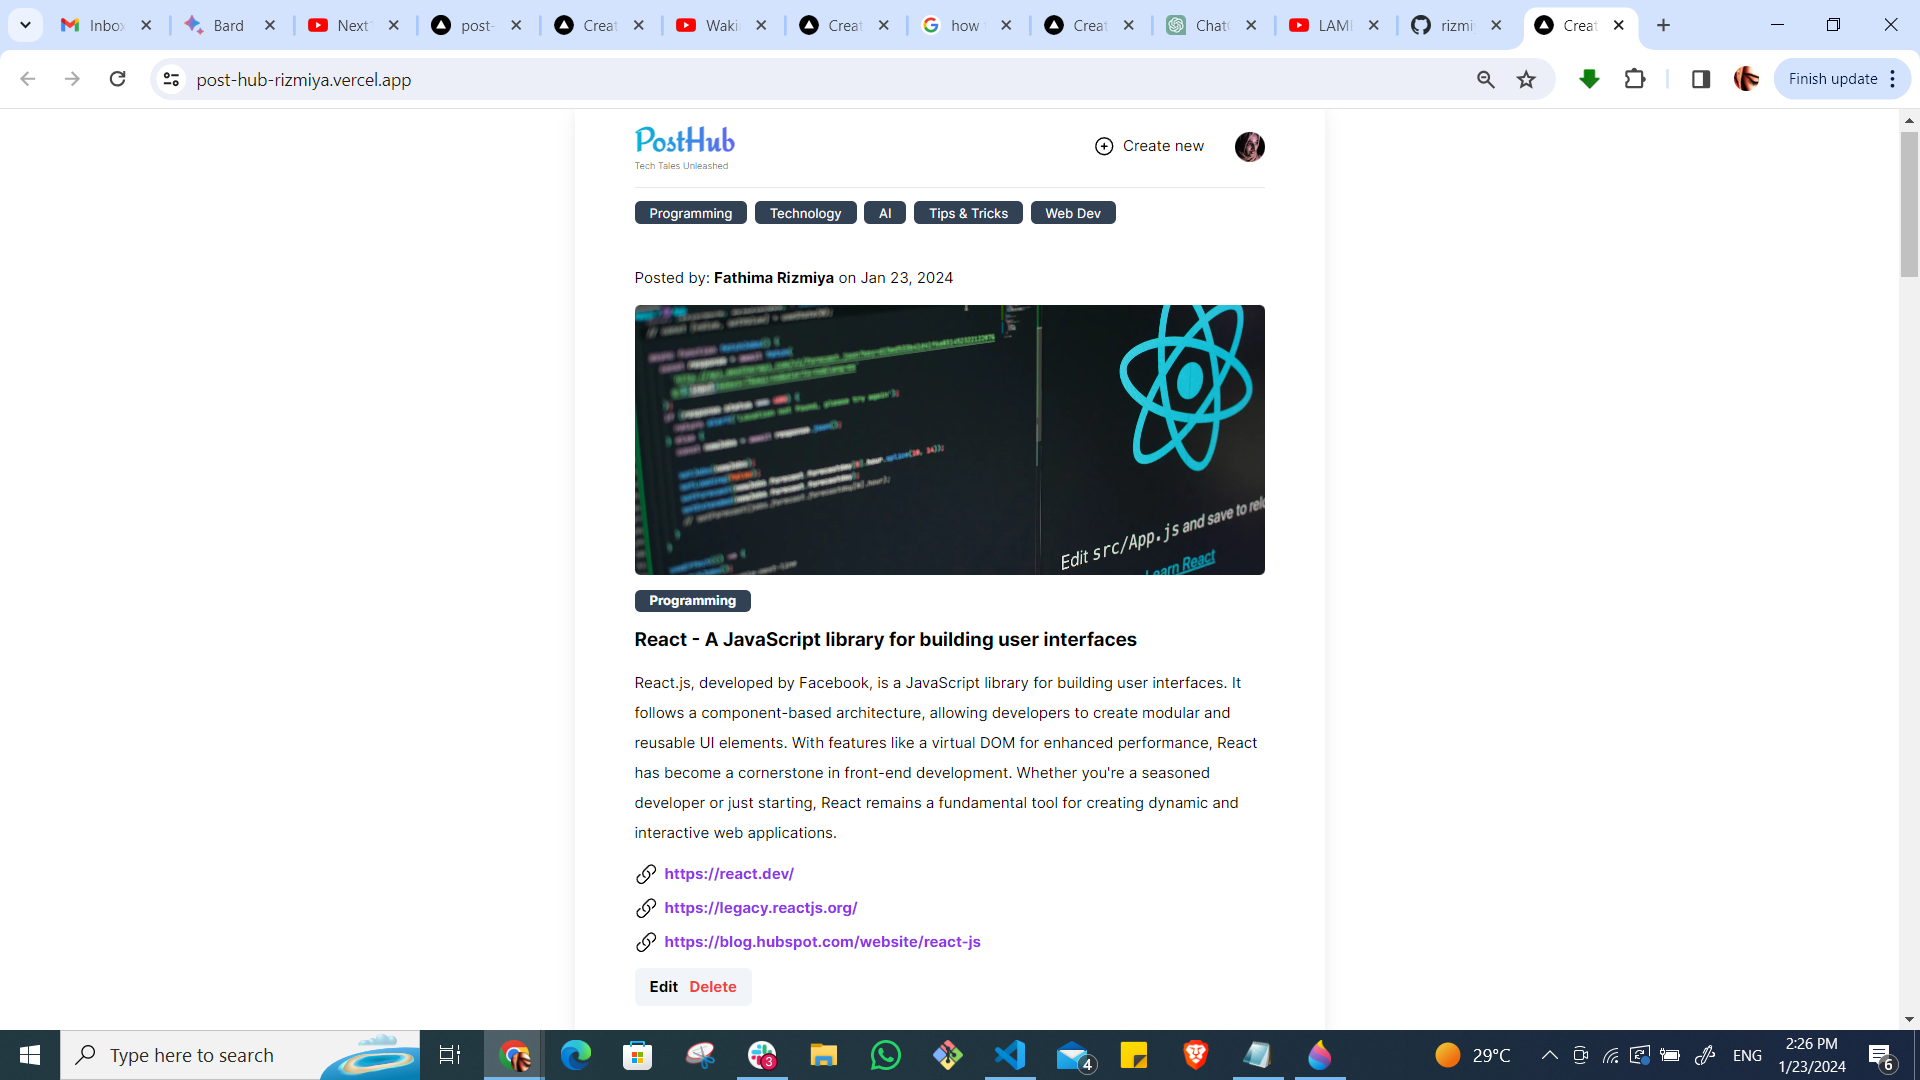 Inbox
Bard
Next
post-
Creat
Waki
Creat
how
Creat
Chat
LAM
rizmi
Creat
post-hub-rizmiya.vercel.app
Finish update
PostHub
Tech Tales Unleashed
Create new
Programming Technology AI Tips & Tricks Web Dev
Posted by: Fathima Rizmiya on Jan 23, 2024
Edit src/App.js and save to relo
Learn React
Programming
React - A JavaScript library for building user interfaces
React.js, developed by Facebook, is a JavaScript library for building user interfaces. It
follows a component-based architecture, allowing developers to create modular and
reusable UI elements. With features like a virtual DOM for enhanced performance, React
has become a cornerstone in front-end development. Whether you're a seasoned
developer or just starting, React remains a fundamental tool for creating dynamic and
interactive web applications.
https://react.dev/
https://legacy.reactjs.org/
https://blog.hubspot.com/website/react-js
Edit Delete
Type here to search
3
4
29°C
ENG
2:26 PM
1/23/2024
6